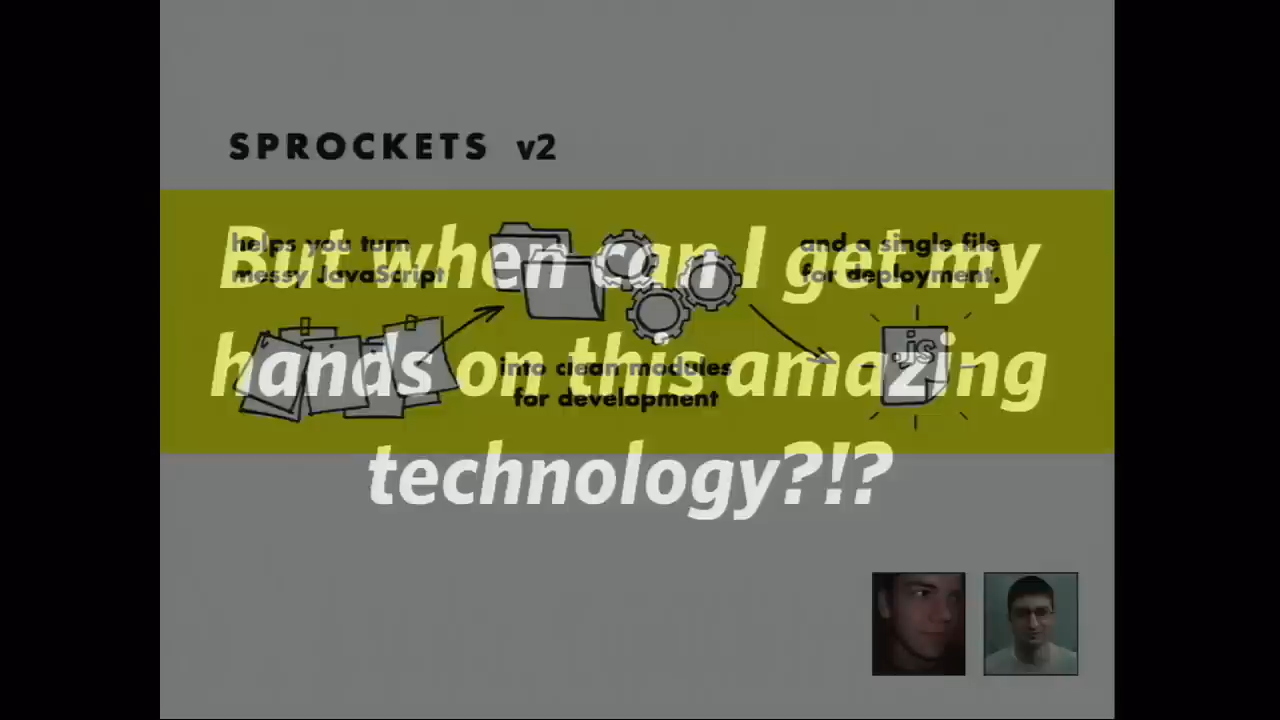 SPROCKETS v2
helps you turn
messy JavaScript
into clean modules
for development
and a single file
for deployment.
.js
But when can I get my
hands on this amazing
technology?!?